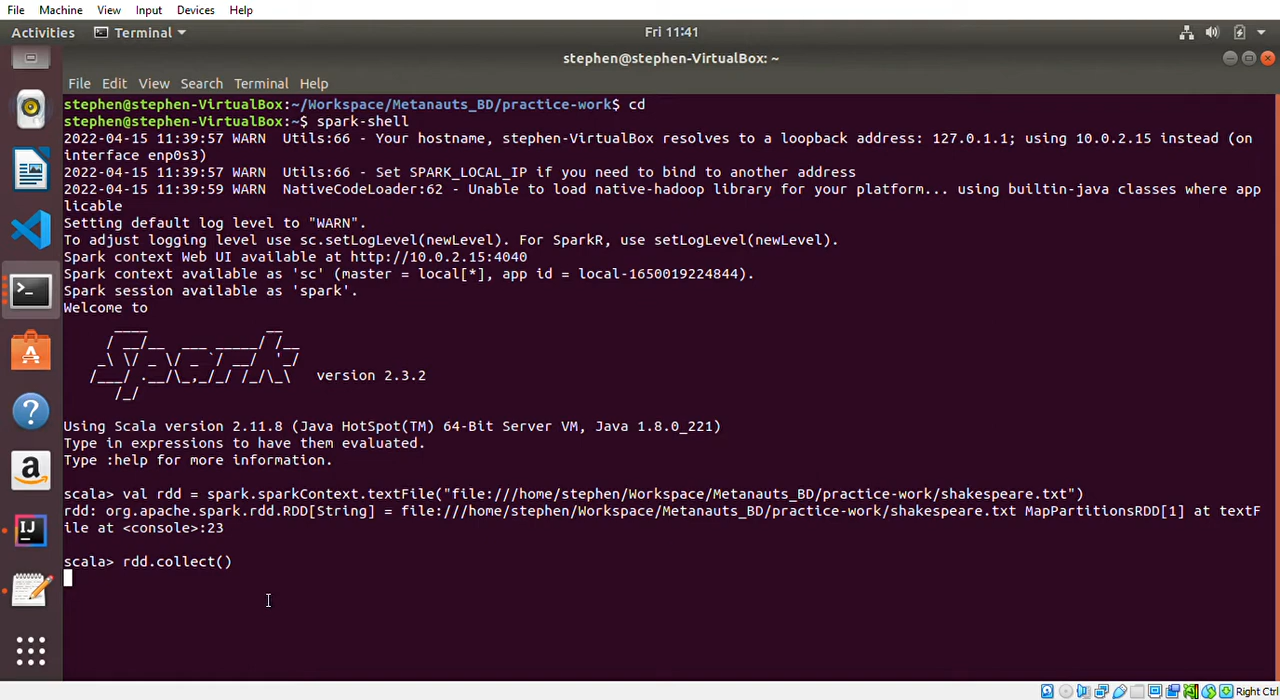 File Machine View Input Devices Help
Activities Terminal Fri 11:41
stephen@stephen-VirtualBox: ~
File Edit View Search Terminal Help
stephen@stephen-VirtualBox:~/Workspace/Metanauts_BD/practice-work$ cd
stephen@stephen-VirtualBox:~$ spark-shell
2022-04-15 11:39:57 WARN  Utils:66 - Your hostname, stephen-VirtualBox resolves to a loopback address: 127.0.1.1; using 10.0.2.15 instead (on
interface enp0s3)
2022-04-15 11:39:57 WARN  Utils:66 - Set SPARK_LOCAL_IP if you need to bind to another address
2022-04-15 11:39:59 WARN  NativeCodeLoader:62 - Unable to load native-hadoop library for your platform... using builtin-java classes where app
licable
Setting default log level to "WARN".
To adjust logging level use sc.setLogLevel(newLevel). For SparkR, use setLogLevel(newLevel).
Spark context Web UI available at http://10.0.2.15:4040
Spark context available as 'sc' (master = local[*], app id = local-1650019224844).
Spark session available as 'spark'.
Welcome to
Spark version 2.3.2
Using Scala version 2.11.8 (Java HotSpot(TM) 64-Bit Server VM, Java 1.8.0_221)
Type in expressions to have them evaluated.
Type :help for more information.
scala> val rdd = spark.sparkContext.textFile("file:///home/stephen/Workspace/Metanauts_BD/practice-work/shakespeare.txt")
rdd: org.apache.spark.rdd.RDD[String] = file:///home/stephen/Workspace/Metanauts_BD/practice-work/shakespeare.txt MapPartitionsRDD[1] at textF
ile at <console>:23
scala> rdd.collect()
Right Ctrl